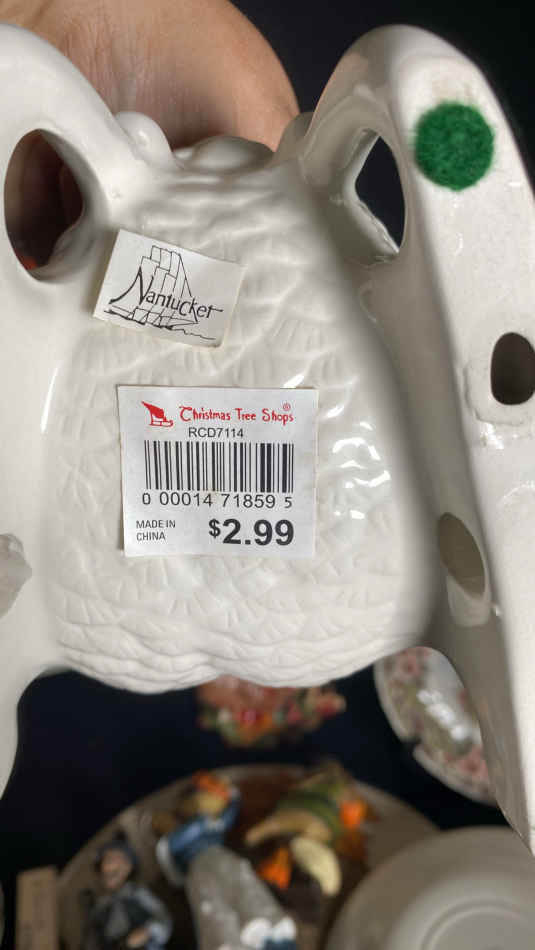 Nantucket
Christmas Tree Shops®
RCD7114
0 00014 71859 5
MADE IN
CHINA
$2.99